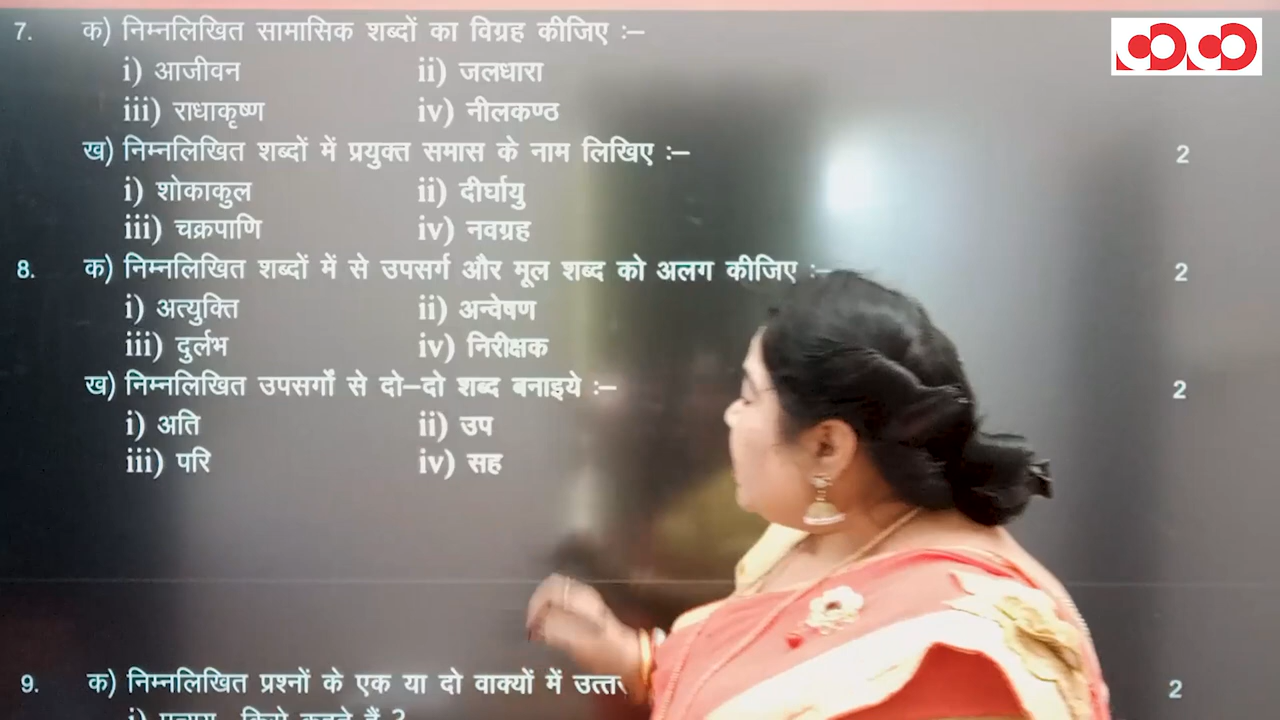 7. क) निम्नलिखित सामासिक शब्दों का विग्रह कीजिए :–
i) आजीवन ii) जलधारा
iii) राधाकृष्ण iv) नीलकण्ठ
ख) निम्नलिखित शब्दों में प्रयुक्त समास के नाम लिखिए :– 2
i) शोकाकुल ii) दीर्घायु
iii) चक्रपाणि iv) नवग्रह
8. क) निम्नलिखित शब्दों में से उपसर्ग और मूल शब्द को अलग कीजिए :– 2
i) अत्युक्ति ii) अन्वेषण
iii) दुर्लभ iv) निरीक्षक
ख) निम्नलिखित उपसर्गों से दो–दो शब्द बनाइये :– 2
i) अति ii) उप
iii) परि iv) सह
9. क) निम्नलिखित प्रश्नों के एक या दो वाक्यों में 2